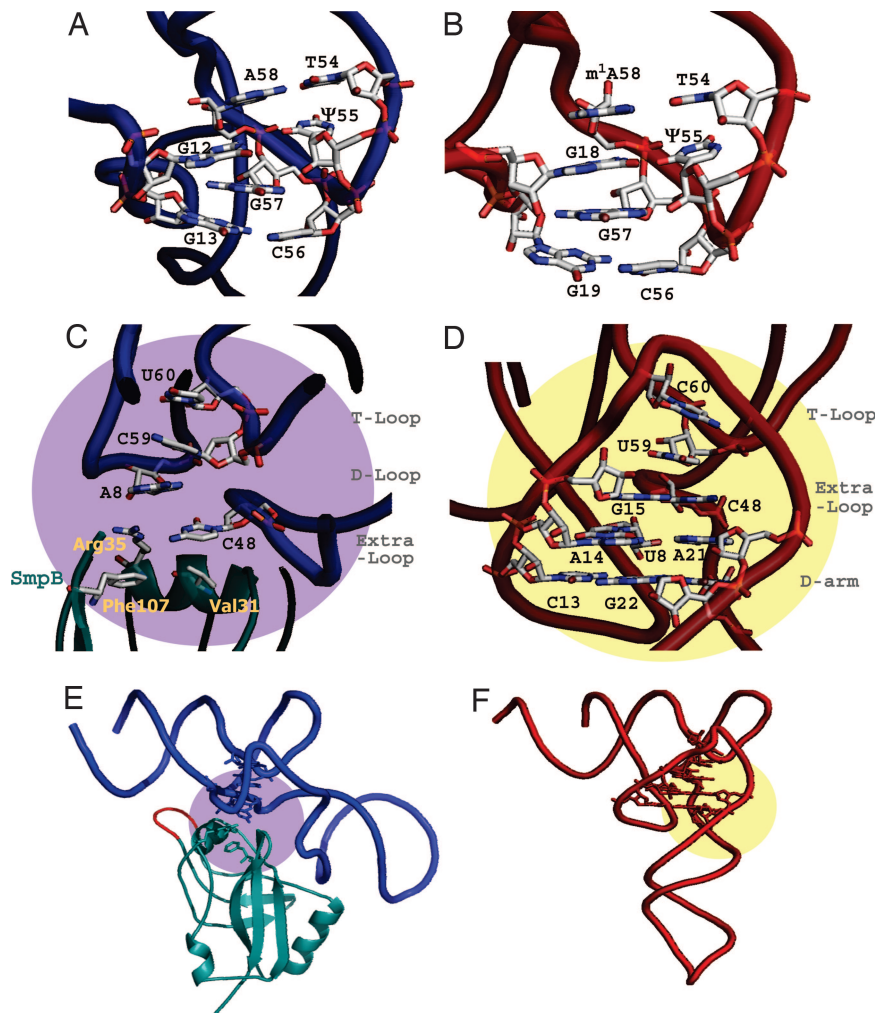 A
A58
T54
Ψ55
G12
G57
G13
C56
B
m¹A58
T54
Ψ55
G18
G57
G19
C56
C
U60
T-Loop
C59
D-Loop
A8
C48
Arg35
Extra
-Loop
SmpB
Phe107
Val31
D
C60
T-Loop
U59
Extra
-Loop
G15
C48
A14
U8
A21
D-arm
C13
G22
E
F